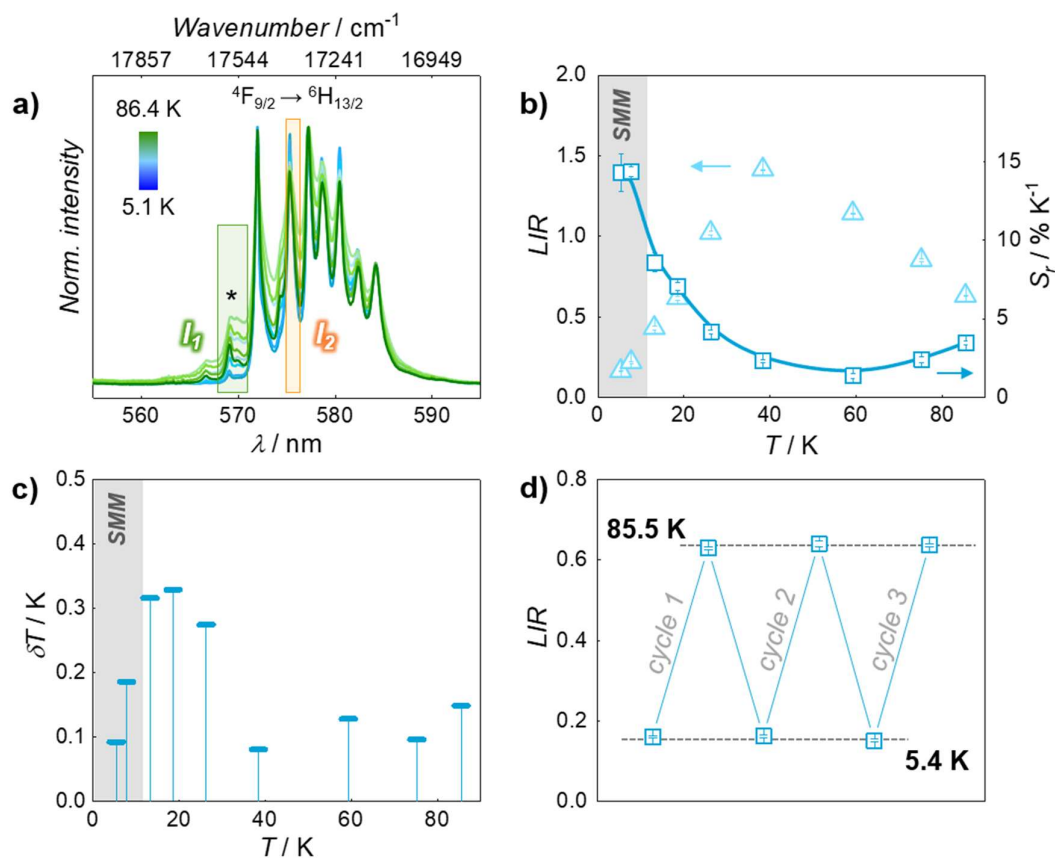 a)
Wavenumber / cm⁻¹
17857 17544 17241 16949
86.4 K
5.1 K
⁴F₉/₂ → ⁶H₁₃/₂
*
I₁
I₂
Norm. intensity
560 570 580 590
λ / nm
b)
SMM
2.0
1.5
1.0
0.5
0.0
LIR
15
10
5
0
Sᵣ / % K⁻¹
0 20 40 60 80
T / K
c)
SMM
0.5
0.4
0.3
0.2
0.1
0.0
δT / K
0 20 40 60 80
T / K
d)
0.8
0.6
0.4
0.2
0.0
LIR
85.5 K
cycle 1
cycle 2
cycle 3
5.4 K